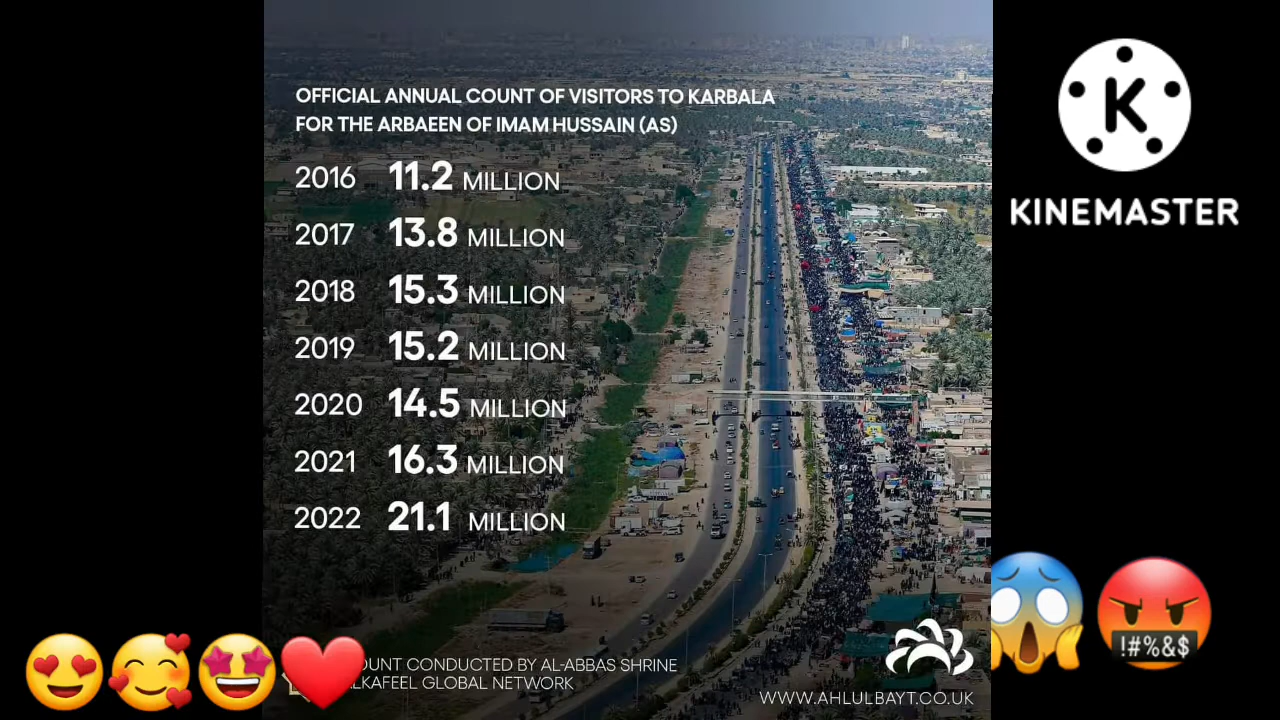 OFFICIAL ANNUAL COUNT OF VISITORS TO KARBALA
FOR THE ARBAEEN OF IMAM HUSSAIN (AS)
2016 11.2 MILLION
2017 13.8 MILLION
2018 15.3 MILLION
2019 15.2 MILLION
2020 14.5 MILLION
2021 16.3 MILLION
2022 21.1 MILLION
CONDUCTED BY AL-ABBAS SHRINE
GLOBAL NETWORK
WWW.AHLULBAYT.CO.UK
K
KINEMASTER
!#%&$